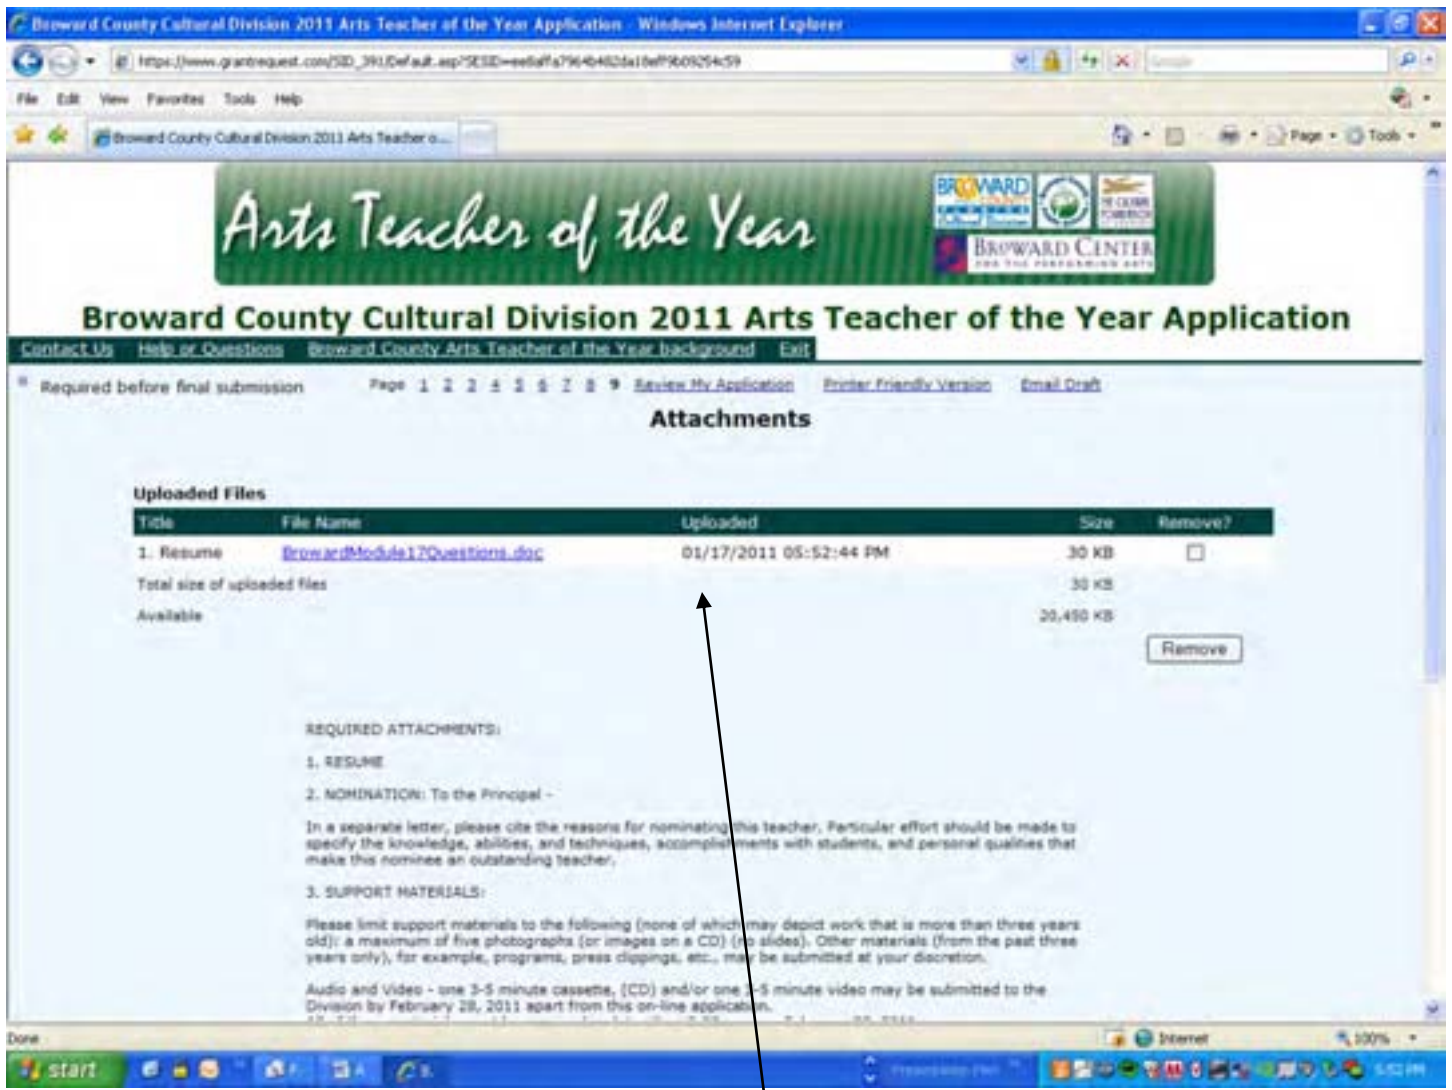 Broward County Cultural Division 2011 Arts Teacher of the Year Application - Windows Internet Explorer
File Edit View Favorites Tools Help
Broward County Cultural Division 2011 Arts Teacher o...
Page Tools
Arts Teacher of the Year
BROWARD COUNTY
BROWARD CENTER
FOR THE PERFORMING ARTS
Broward County Cultural Division 2011 Arts Teacher of the Year Application
Contact Us Help or Questions Broward County Arts Teacher of the Year background Exit
Required before final submission Page 1 2 3 4 5 6 7 8 9 Review My Application Printer Friendly Version Email Draft
Attachments
Uploaded Files
Title File Name Uploaded Size Remove?
1. Resume BrowardModule17Questions.doc 01/17/2011 05:52:44 PM 30 KB
Total size of uploaded files 30 KB
Available 20,450 KB
Remove
REQUIRED ATTACHMENTS:
1. RESUME
2. NOMINATION: To the Principal -
In a separate letter, please cite the reasons for nominating this teacher. Particular effort should be made to
specify the knowledge, abilities, and techniques, accomplishments with students, and personal qualities that
make this nominee an outstanding teacher.
3. SUPPORT MATERIALS:
Please limit support materials to the following (none of which may depict work that is more than three years
old): a maximum of five photographs (or images on a CD) (no slides). Other materials (from the past three
years only), for example, programs, press clippings, etc., may be submitted at your discretion.
Audio and Video - one 3-5 minute cassette, (CD) and/or one 3-5 minute video may be submitted to the
Division by February 28, 2011 apart from this on-line application.
Done Internet 100%
start 5:52 PM